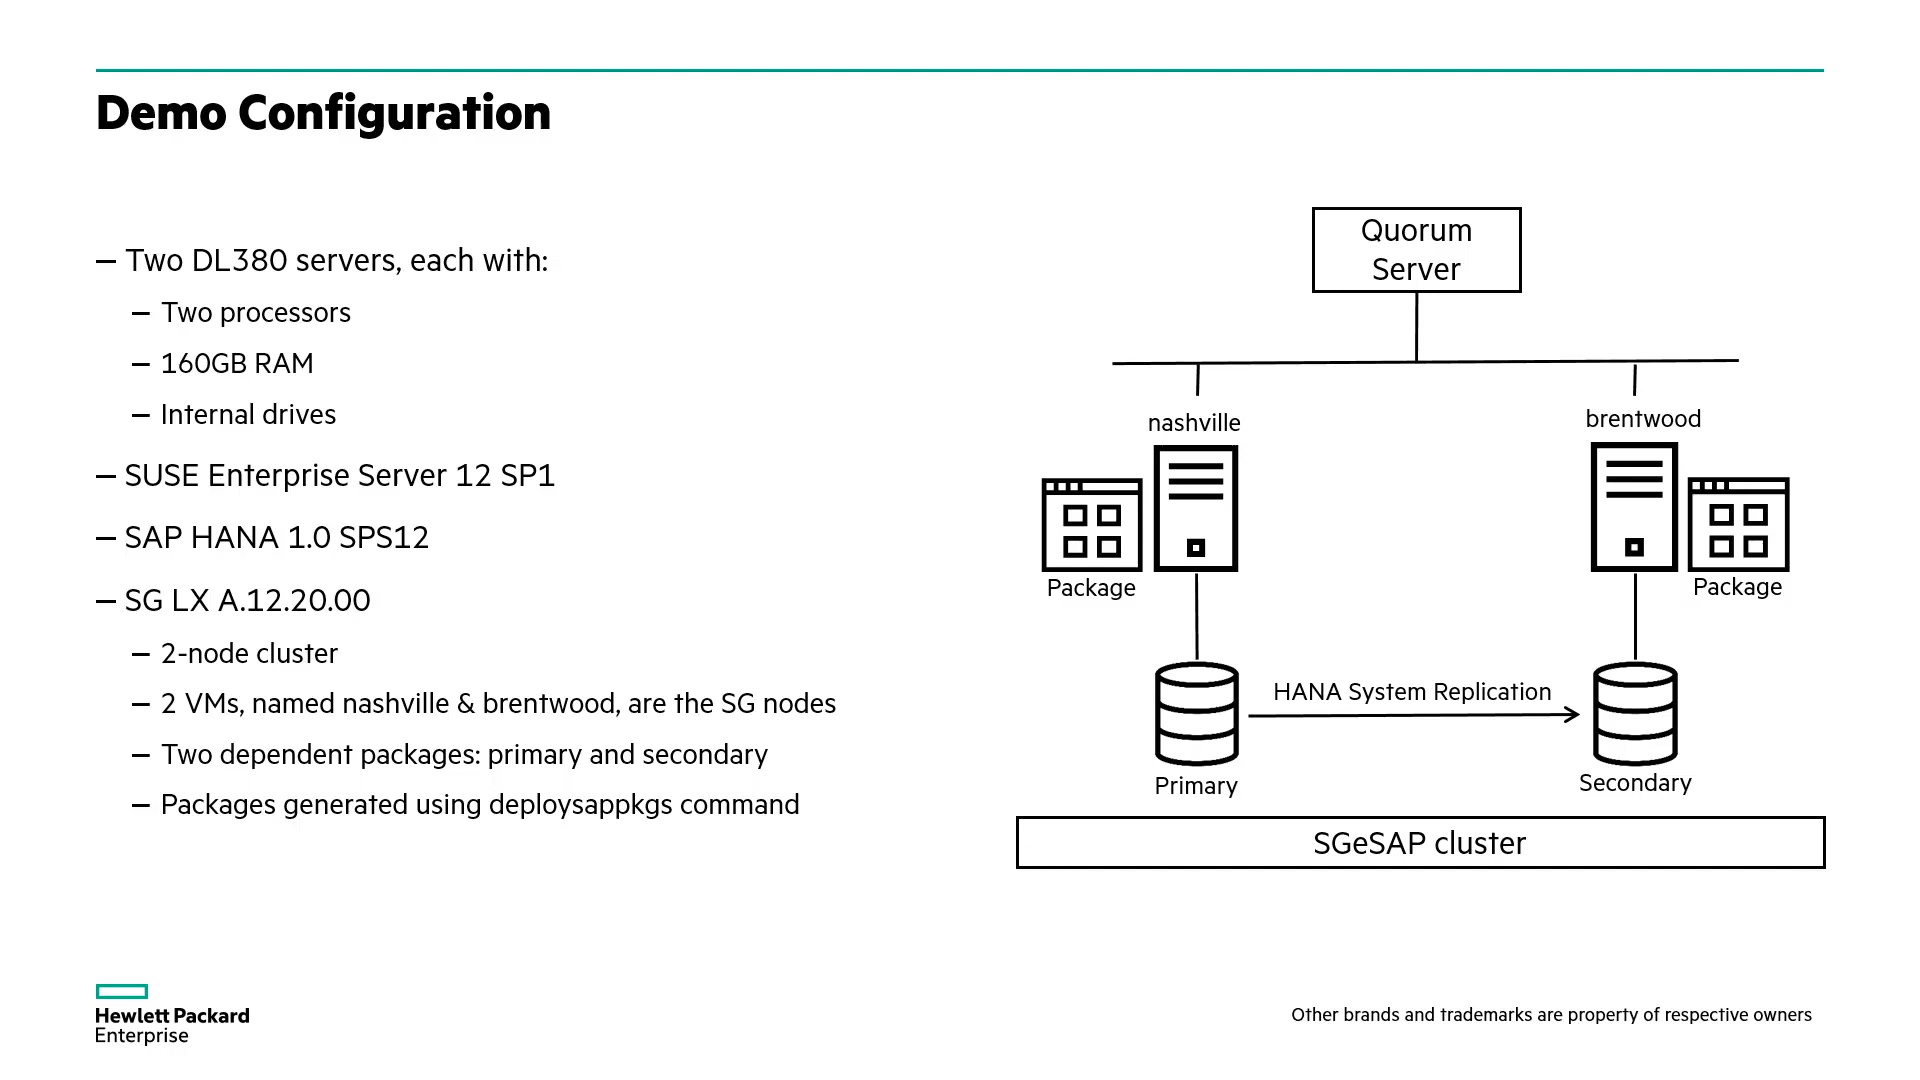 Demo Configuration
– Two DL380 servers, each with:
– Two processors
– 160GB RAM
– Internal drives
– SUSE Enterprise Server 12 SP1
– SAP HANA 1.0 SPS12
– SG LX A.12.20.00
– 2-node cluster
– 2 VMs, named nashville & brentwood, are the SG nodes
– Two dependent packages: primary and secondary
– Packages generated using deploysappkgs command
Quorum
Server
nashville
brentwood
Package
Package
HANA System Replication
Primary
Secondary
SGeSAP cluster
Hewlett Packard
Enterprise
Other brands and trademarks are property of respective owners